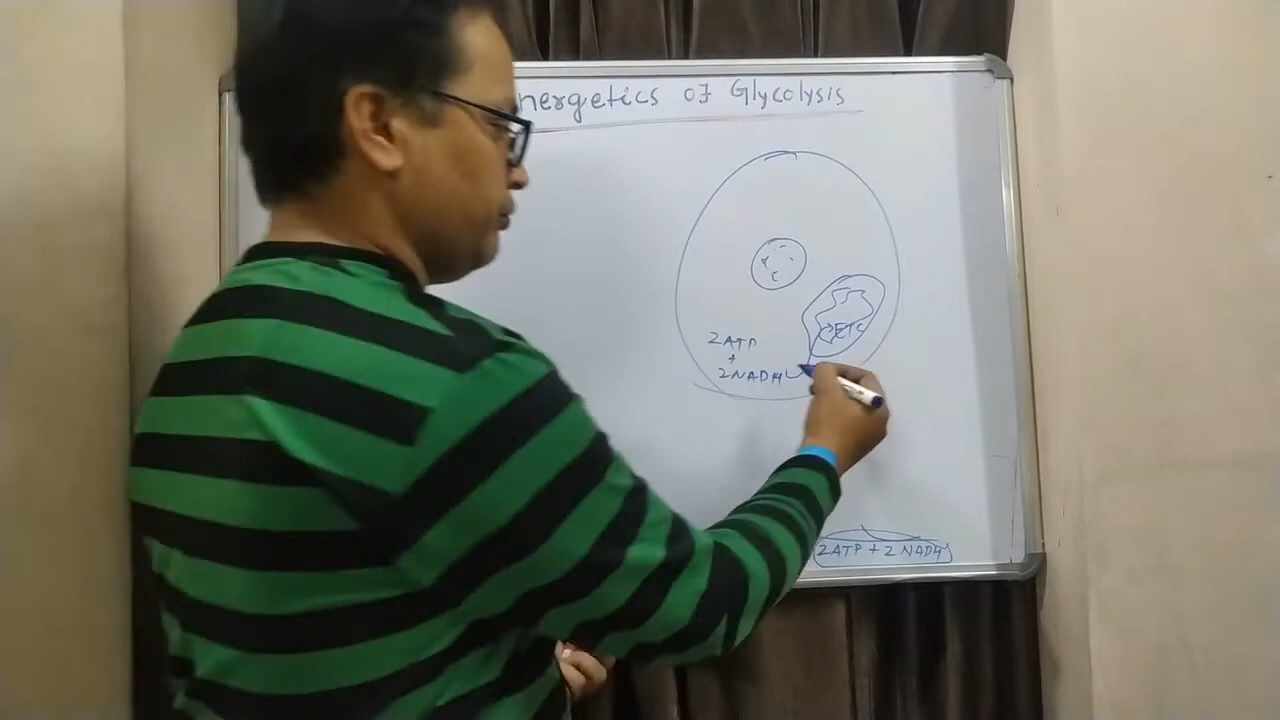 nergetics of Glycolysis
ETC
2ATP
+
2NADH
2ATP + 2NADH